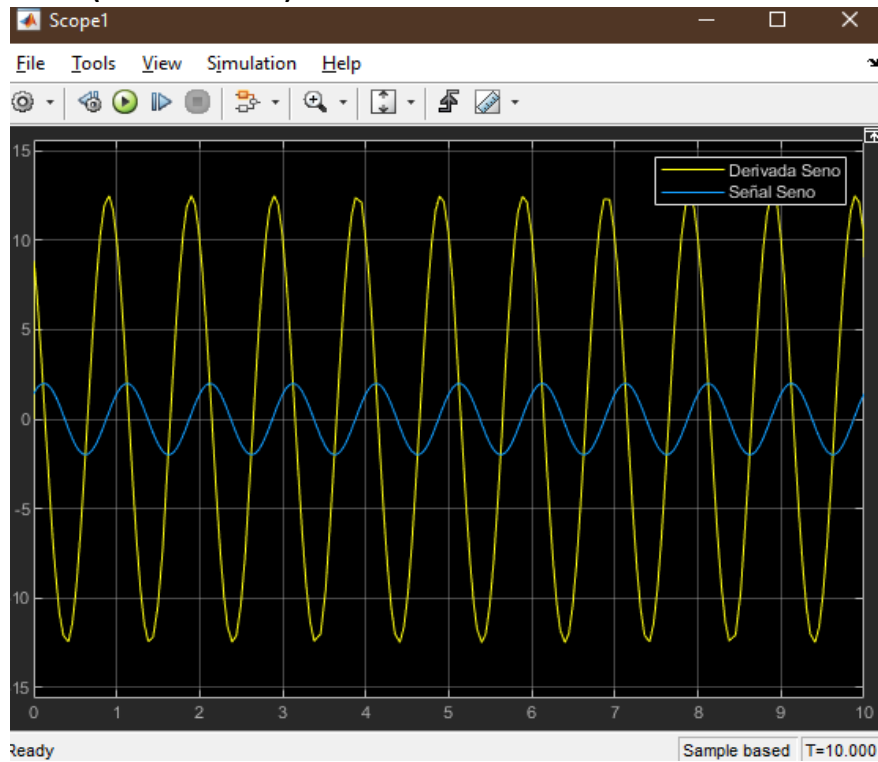 Scope1
File Tools View Simulation Help
15
Derivada Seno
Señal Seno
10
5
0
-5
10
15
0 1 2 3 4 5 6 7 8 9 10
Ready
Sample based T=10.000